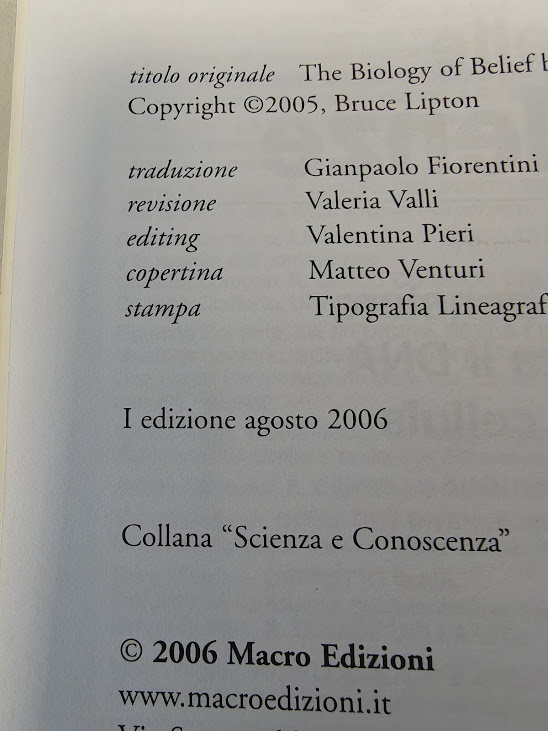 titolo originale The Biology of Belief
Copyright ©2005, Bruce Lipton
traduzione Gianpaolo Fiorentini
revisione Valeria Valli
editing Valentina Pieri
copertina Matteo Venturi
stampa Tipografia Lineagraf
I edizione agosto 2006
Collana “Scienza e Conoscenza”
© 2006 Macro Edizioni
www.macroedizioni.it